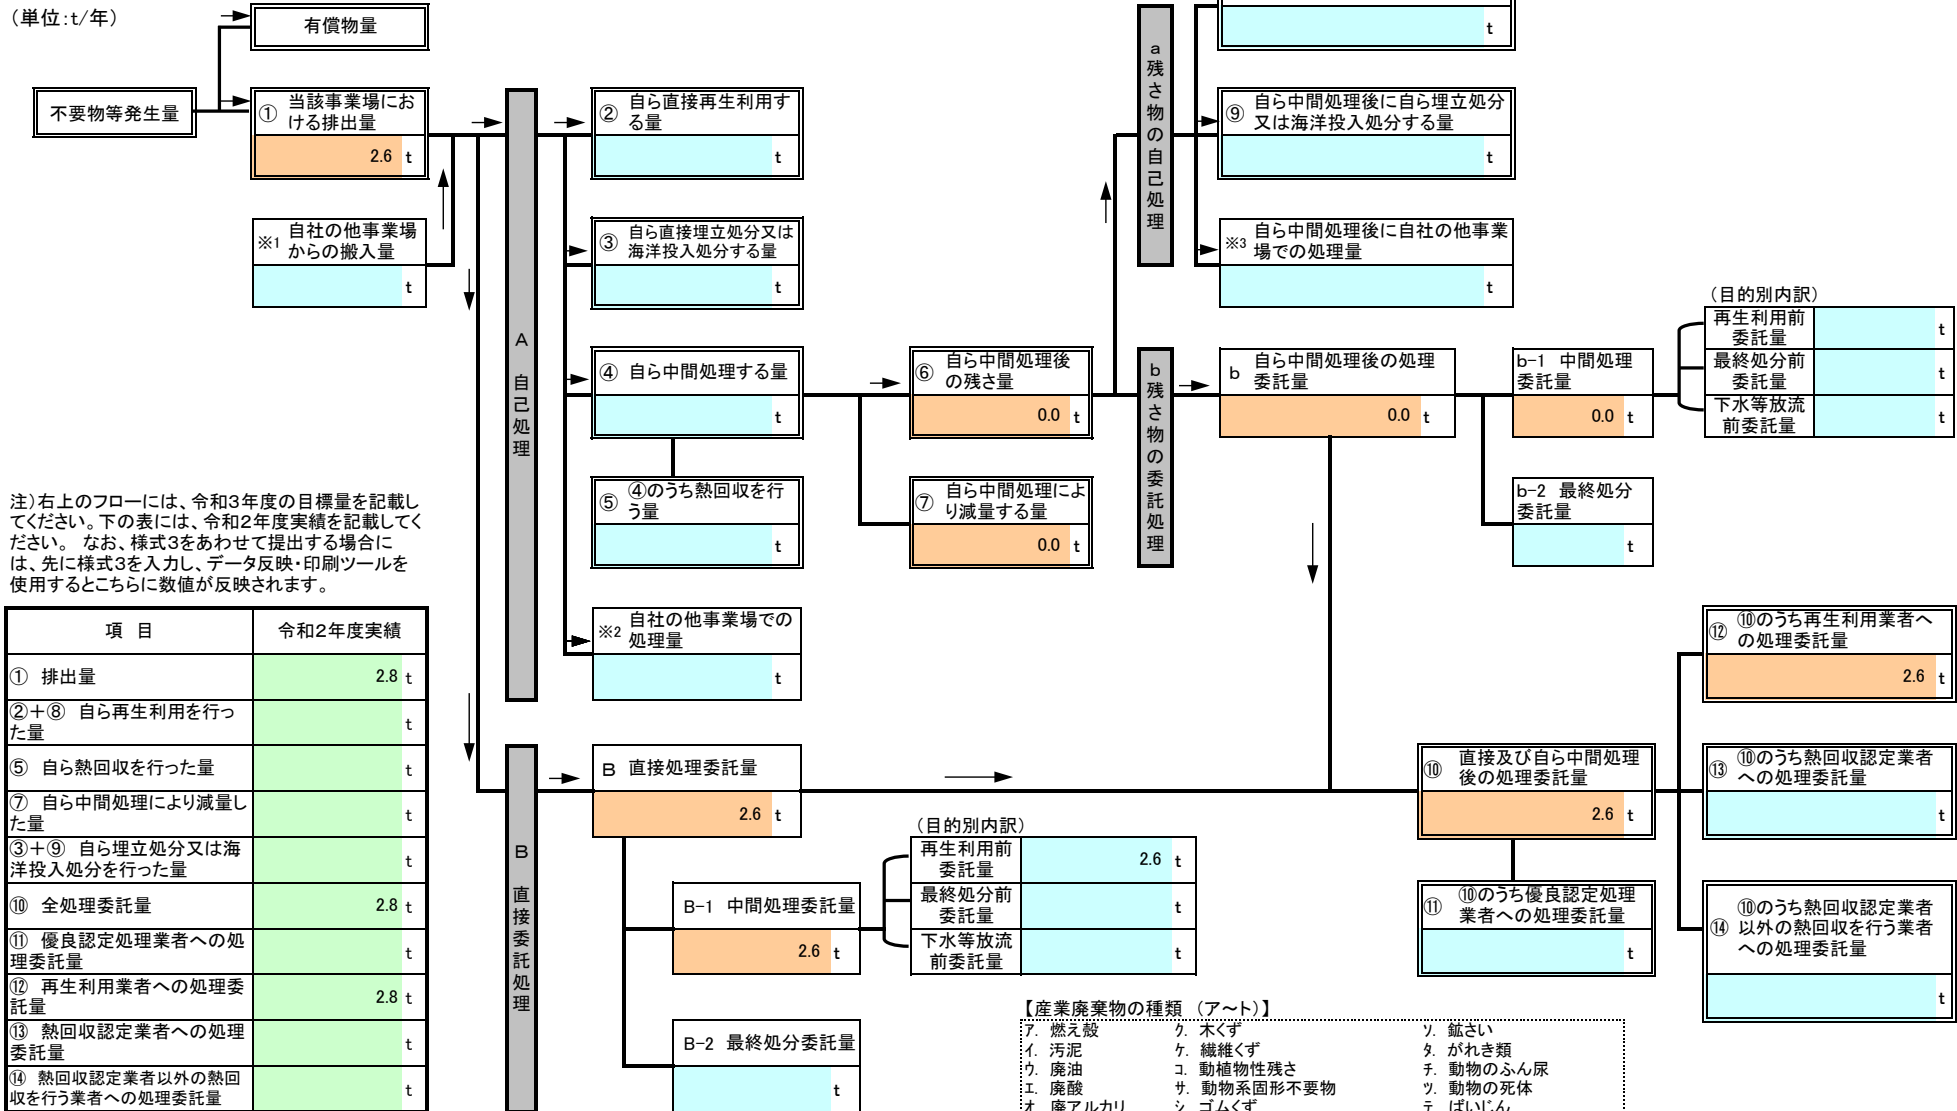 （単位:t/年）
有償物量
不要物等発生量
① 当該事業場にお
ける排出量
2.6 t
※1 自社の他事業場
からの搬入量
t
A 自己処理
② 自ら直接再生利用す
る量
t
③ 自ら直接埋立処分又は
海洋投入処分する量
t
④ 自ら中間処理する量
t
⑤ ④のうち熱回収を行
う量
t
※2 自社の他事業場での
処理量
t
⑥ 自ら中間処理後
の残さ量
0.0 t
⑦ 自ら中間処理によ
り減量する量
0.0 t
a 残さ物の自己処理
t
⑨ 自ら中間処理後に自ら埋立処分
又は海洋投入処分する量
t
※3 自ら中間処理後に自社の他事業
場での処理量
t
b 残さ物の委託処理
b 自ら中間処理後の処理
委託量
0.0 t
b-1 中間処理
委託量
0.0 t
（目的別内訳）
再生利用前
委託量
t
最終処分前
委託量
t
下水等放流
前委託量
t
b-2 最終処分
委託量
t
注）右上のフローには、令和3年度の目標量を記載し
てください。下の表には、令和2年度実績を記載してく
ださい。 なお、様式3をあわせて提出する場合に
は、先に様式3を入力し、データ反映・印刷ツールを
使用するとこちらに数値が反映されます。
項 目 令和2年度実績
① 排出量 2.8 t
②＋⑧ 自ら再生利用を行っ
た量 t
⑤ 自ら熱回収を行った量 t
⑦ 自ら中間処理により減量し
た量 t
③＋⑨ 自ら埋立処分又は海
洋投入処分を行った量 t
⑩ 全処理委託量 2.8 t
⑪ 優良認定処理業者への処
理委託量 t
⑫ 再生利用業者への処理委
託量 2.8 t
⑬ 熱回収認定業者への処理
委託量 t
⑭ 熱回収認定業者以外の熱回
収を行う業者への処理委託量 t
B 直接委託処理
B 直接処理委託量
2.6 t
B-1 中間処理委託量
2.6 t
（目的別内訳）
再生利用前
委託量
2.6 t
最終処分前
委託量
t
下水等放流
前委託量
t
B-2 最終処分委託量
t
⑩ 直接及び自ら中間処理
後の処理委託量
2.6 t
⑪ ⑩のうち優良認定処理
業者への処理委託量
t
⑫ ⑩のうち再生利用業者へ
の処理委託量
2.6 t
⑬ ⑩のうち熱回収認定業者
への処理委託量
t
⑭ ⑩のうち熱回収認定業者
以外の熱回収を行う業者
への処理委託量
t
【産業廃棄物の種類 （ア～ト）】
ア. 燃え殻 ク. 木くず ソ. 鉱さい
イ. 汚泥 ケ. 繊維くず タ. がれき類
ウ. 廃油 コ. 動植物性残さ チ. 動物のふん尿
エ. 廃酸 サ. 動物系固形不要物 ツ. 動物の死体
オ. 廃アルカリ シ. ゴムくず テ. ばいじん